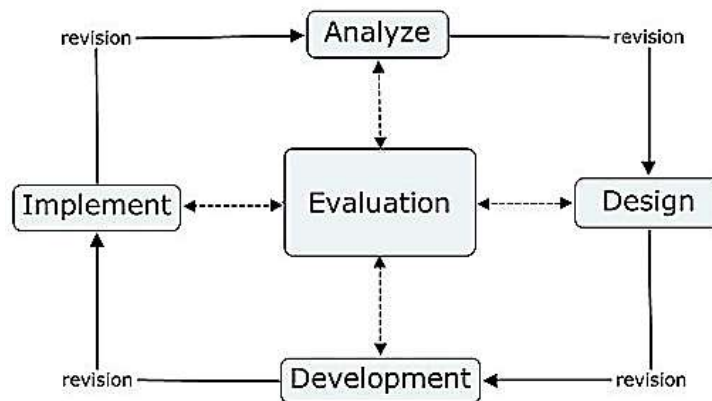 revision
Analyze
revision
Implement
Evaluation
Design
revision
Development
revision